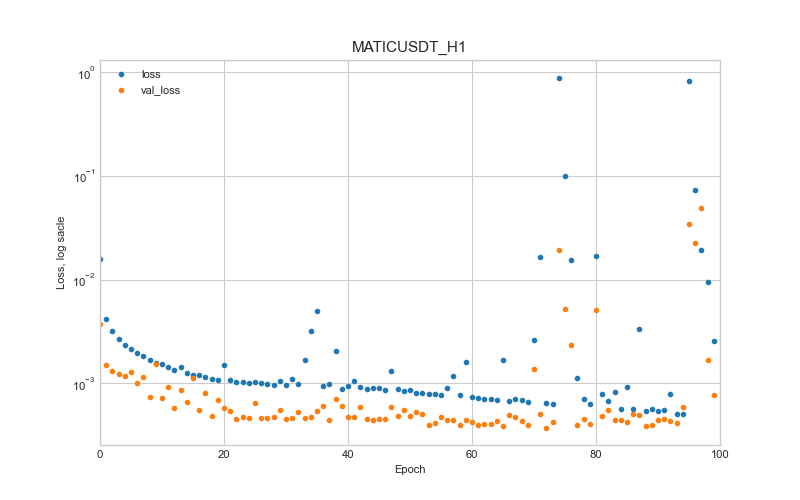 MATICUSDT_H1
loss
val_loss
Loss, log sacle
10⁰
10⁻¹
10⁻²
10⁻³
0 20 40 60 80 100
Epoch